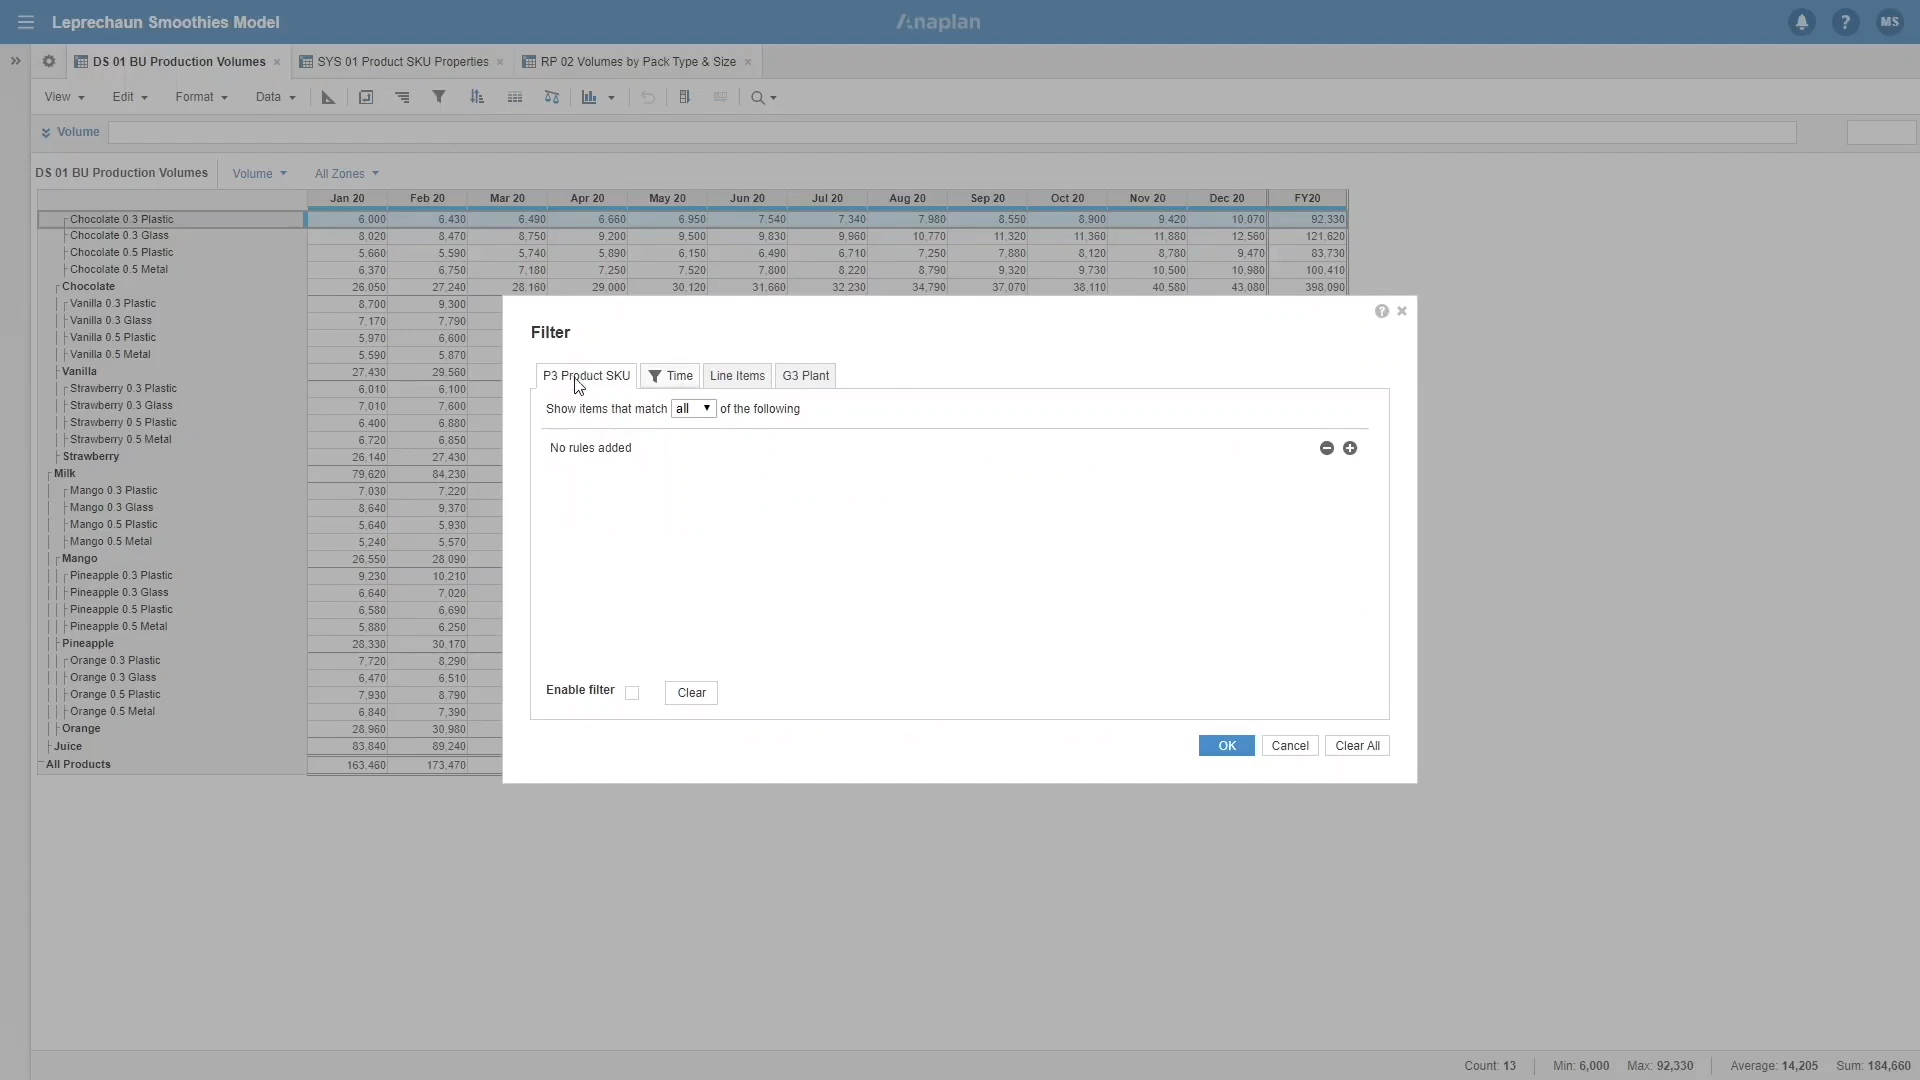 Leprechaun Smoothies Model
Anaplan
? MS
DS 01 BU Production Volumes × SYS 01 Product SKU Properties × RP 02 Volumes by Pack Type & Size ×
View Edit Format Data
Volume
DS 01 BU Production Volumes Volume All Zones
Jan 20 Feb 20 Mar 20 Apr 20 May 20 Jun 20 Jul 20 Aug 20 Sep 20 Oct 20 Nov 20 Dec 20 FY20
Chocolate 0.3 Plastic 6,000 6,430 6,490 6,660 6,950 7,540 7,340 7,980 8,550 8,900 9,420 10,070 92,330
Chocolate 0.3 Glass 8,020 8,470 8,750 9,200 9,500 9,830 9,960 10,770 11,320 11,360 11,880 12,560 121,620
Chocolate 0.5 Plastic 5,660 5,590 5,740 5,890 6,150 6,490 6,710 7,250 7,880 8,120 8,780 9,470 83,730
Chocolate 0.5 Metal 6,370 6,750 7,180 7,250 7,520 7,800 8,220 8,790 9,320 9,730 10,500 10,980 100,410
Chocolate 26,050 27,240 28,160 29,000 30,120 31,660 32,230 34,790 37,070 38,110 40,580 43,080 398,090
Vanilla 0.3 Plastic 8,700 9,300
Vanilla 0.3 Glass 7,170 7,790
Vanilla 0.5 Plastic 5,970 6,600
Vanilla 0.5 Metal 5,590 5,870
Vanilla 27,430 29,560
Strawberry 0.3 Plastic 6,010 6,100
Strawberry 0.3 Glass 7,010 7,600
Strawberry 0.5 Plastic 6,400 6,880
Strawberry 0.5 Metal 6,720 6,850
Strawberry 26,140 27,430
Milk 79,620 84,230
Mango 0.3 Plastic 7,030 7,220
Mango 0.3 Glass 8,640 9,370
Mango 0.5 Plastic 5,640 5,930
Mango 0.5 Metal 5,240 5,570
Mango 26,550 28,090
Pineapple 0.3 Plastic 9,230 10,210
Pineapple 0.3 Glass 6,640 7,020
Pineapple 0.5 Plastic 6,580 6,690
Pineapple 0.5 Metal 5,880 6,250
Pineapple 28,330 30,170
Orange 0.3 Plastic 7,720 8,290
Orange 0.3 Glass 6,470 6,510
Orange 0.5 Plastic 7,930 8,790
Orange 0.5 Metal 6,840 7,390
Orange 28,960 30,980
Juice 83,840 89,240
All Products 163,460 173,470
Filter
P3 Product SKU Time Line Items G3 Plant
Show items that match all of the following
No rules added
Enable filter Clear
OK Cancel Clear All
Count: 13 Min: 6,000 Max: 92,330 Average: 14,205 Sum: 184,660